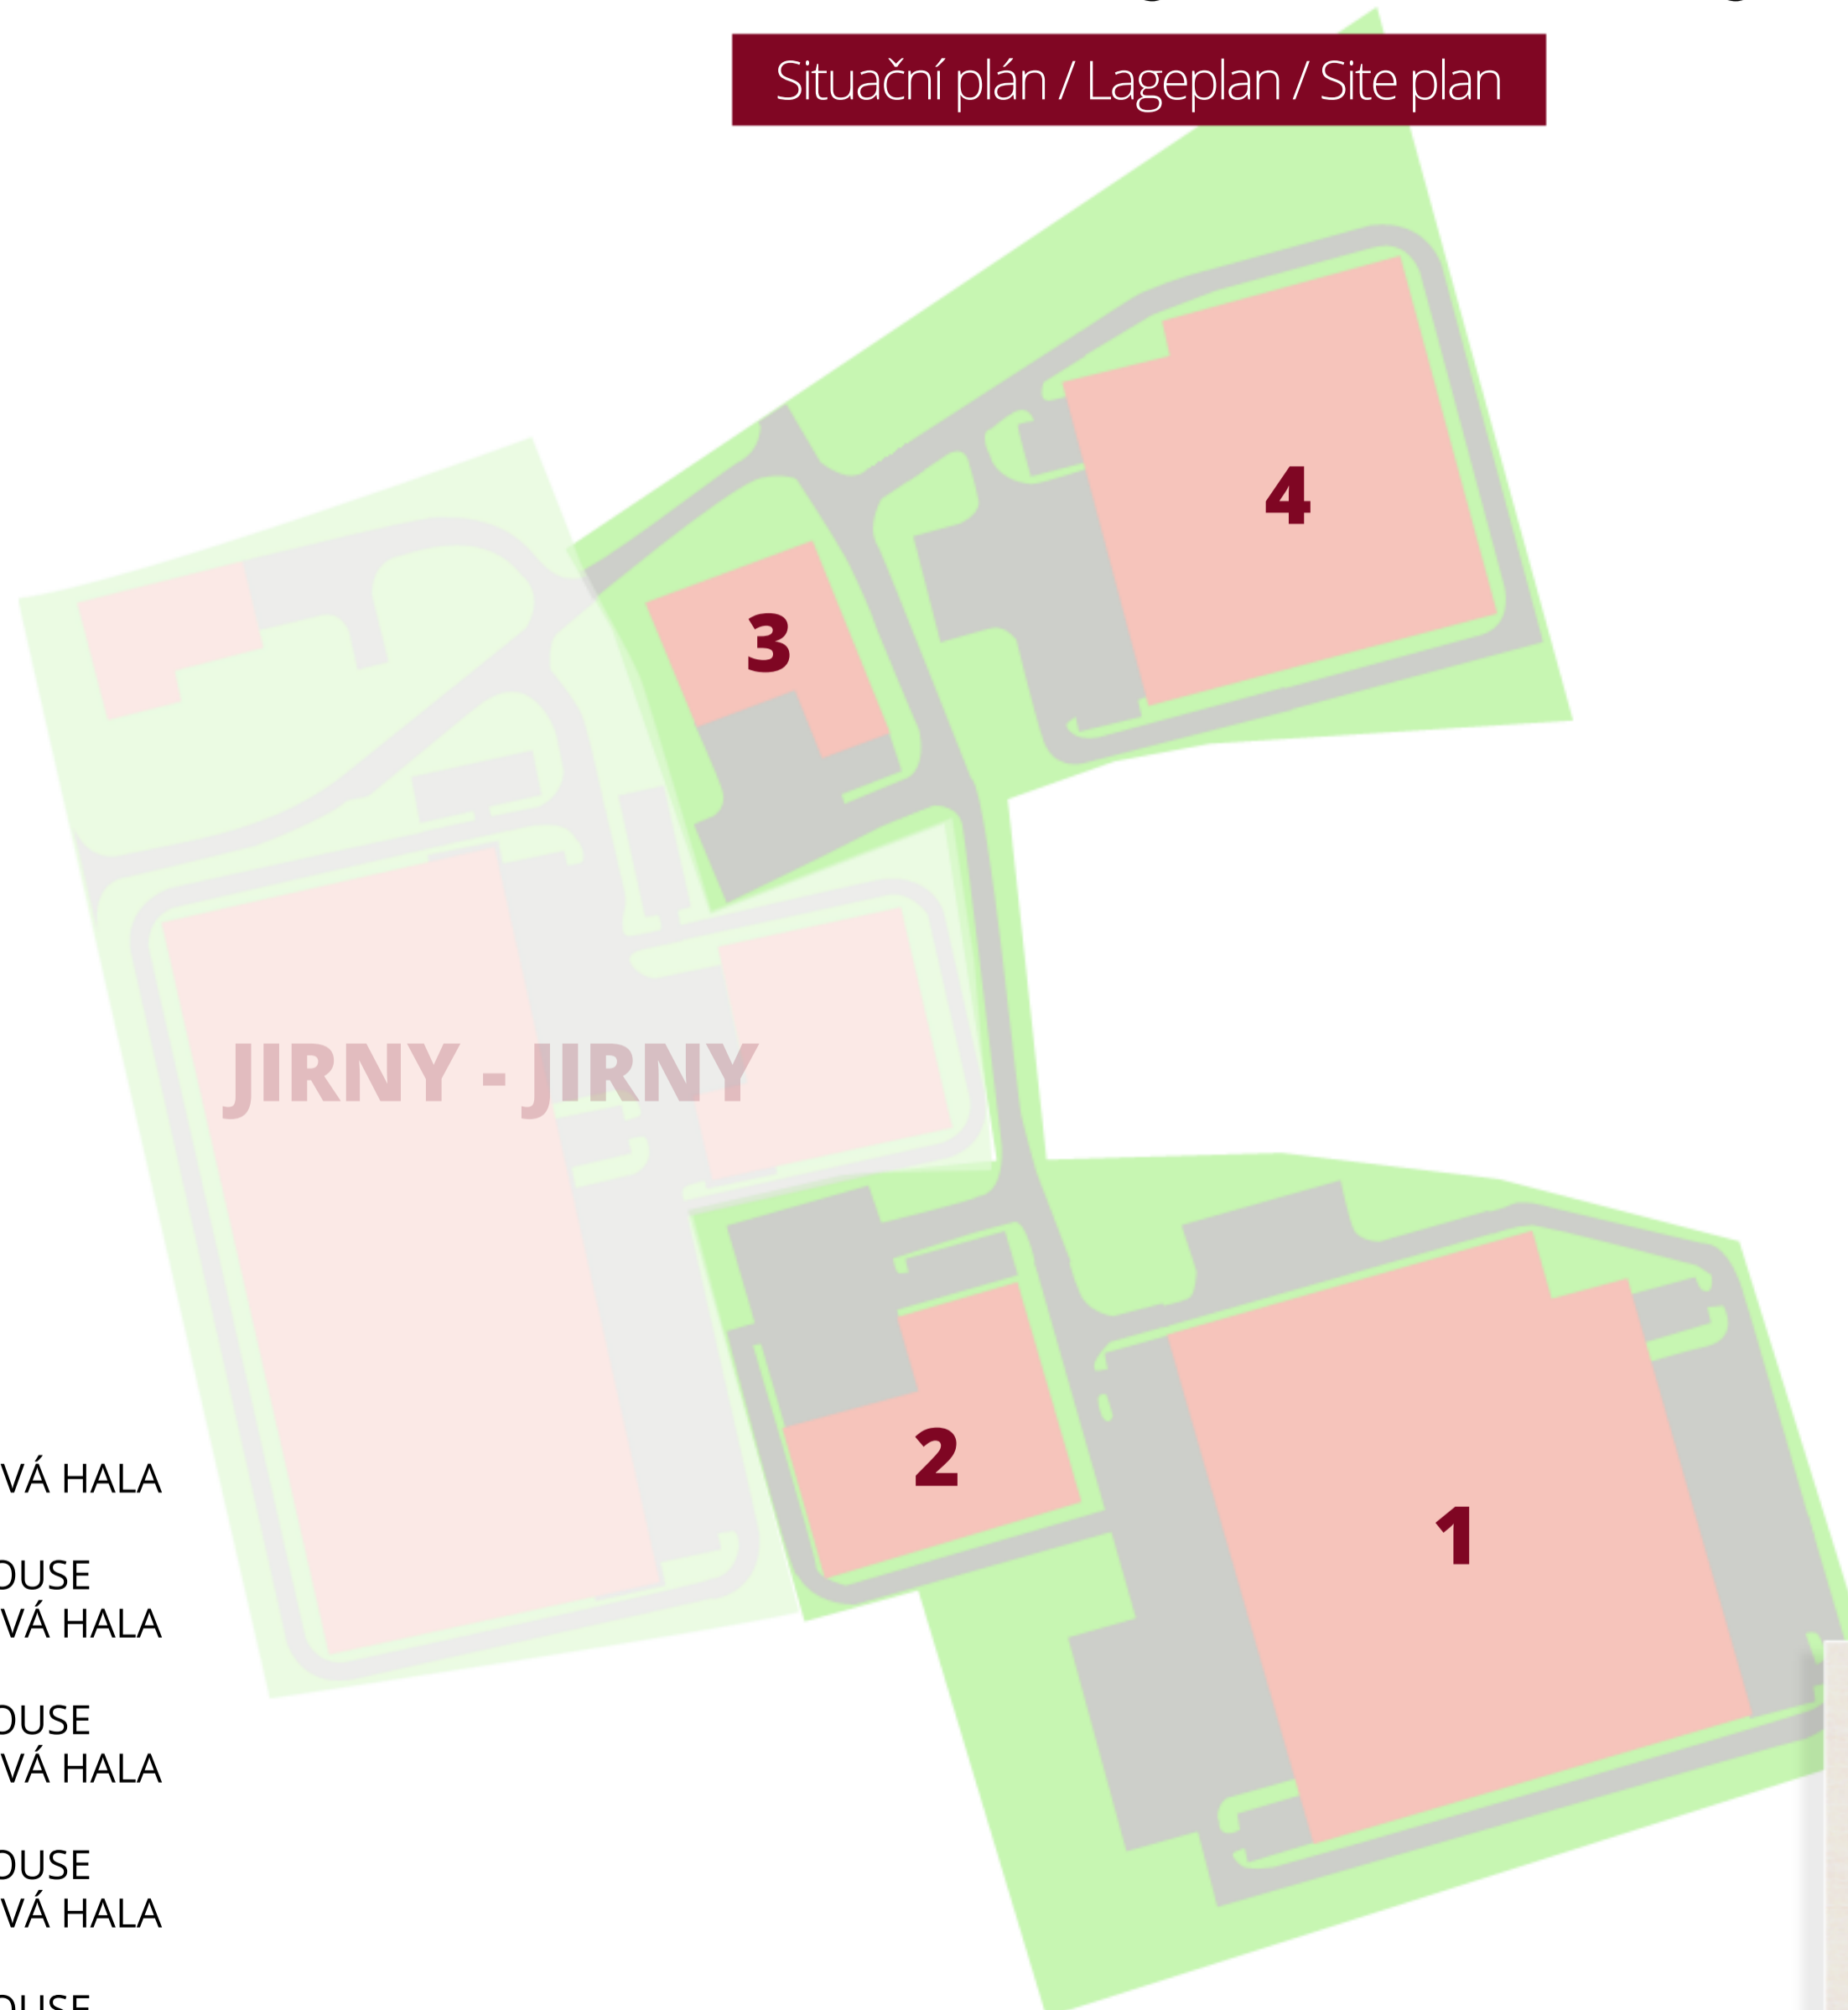 Situační plán / Lageplan / Site plan
4
3
JIRNY - JIRNY
2
1
VÁ HALA
OUSE
VÁ HALA
OUSE
VÁ HALA
OUSE
VÁ HALA
OUSE